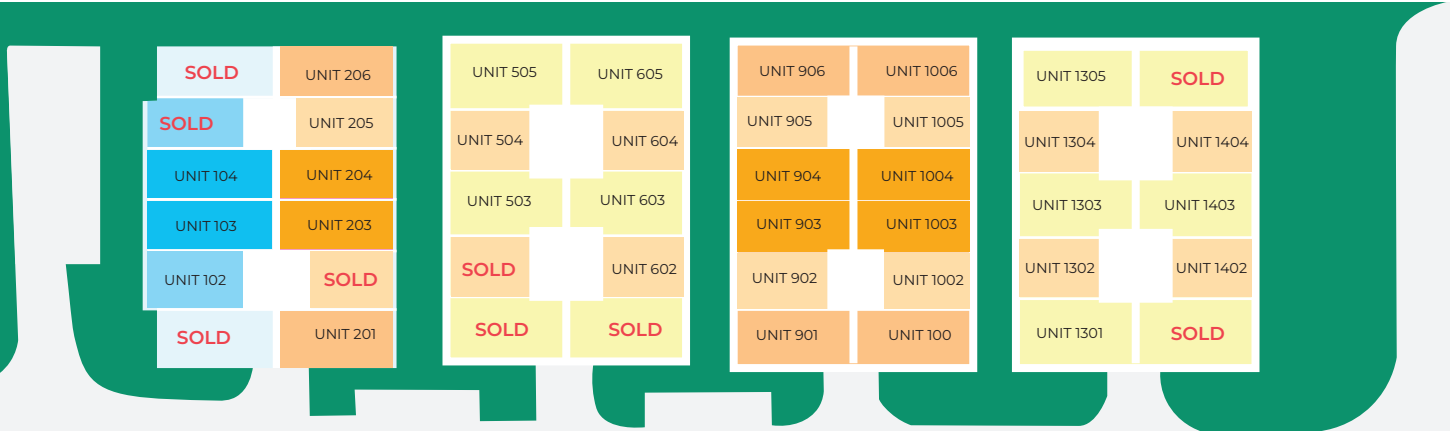 SOLD
UNIT 206
SOLD
UNIT 205
UNIT 104
UNIT 204
UNIT 103
UNIT 203
UNIT 102
SOLD
SOLD
UNIT 201
UNIT 505
UNIT 605
UNIT 504
UNIT 604
UNIT 503
UNIT 603
SOLD
UNIT 602
SOLD
SOLD
UNIT 906
UNIT 1006
UNIT 905
UNIT 1005
UNIT 904
UNIT 1004
UNIT 903
UNIT 1003
UNIT 902
UNIT 1002
UNIT 901
UNIT 100
UNIT 1305
SOLD
UNIT 1304
UNIT 1404
UNIT 1303
UNIT 1403
UNIT 1302
UNIT 1402
UNIT 1301
SOLD